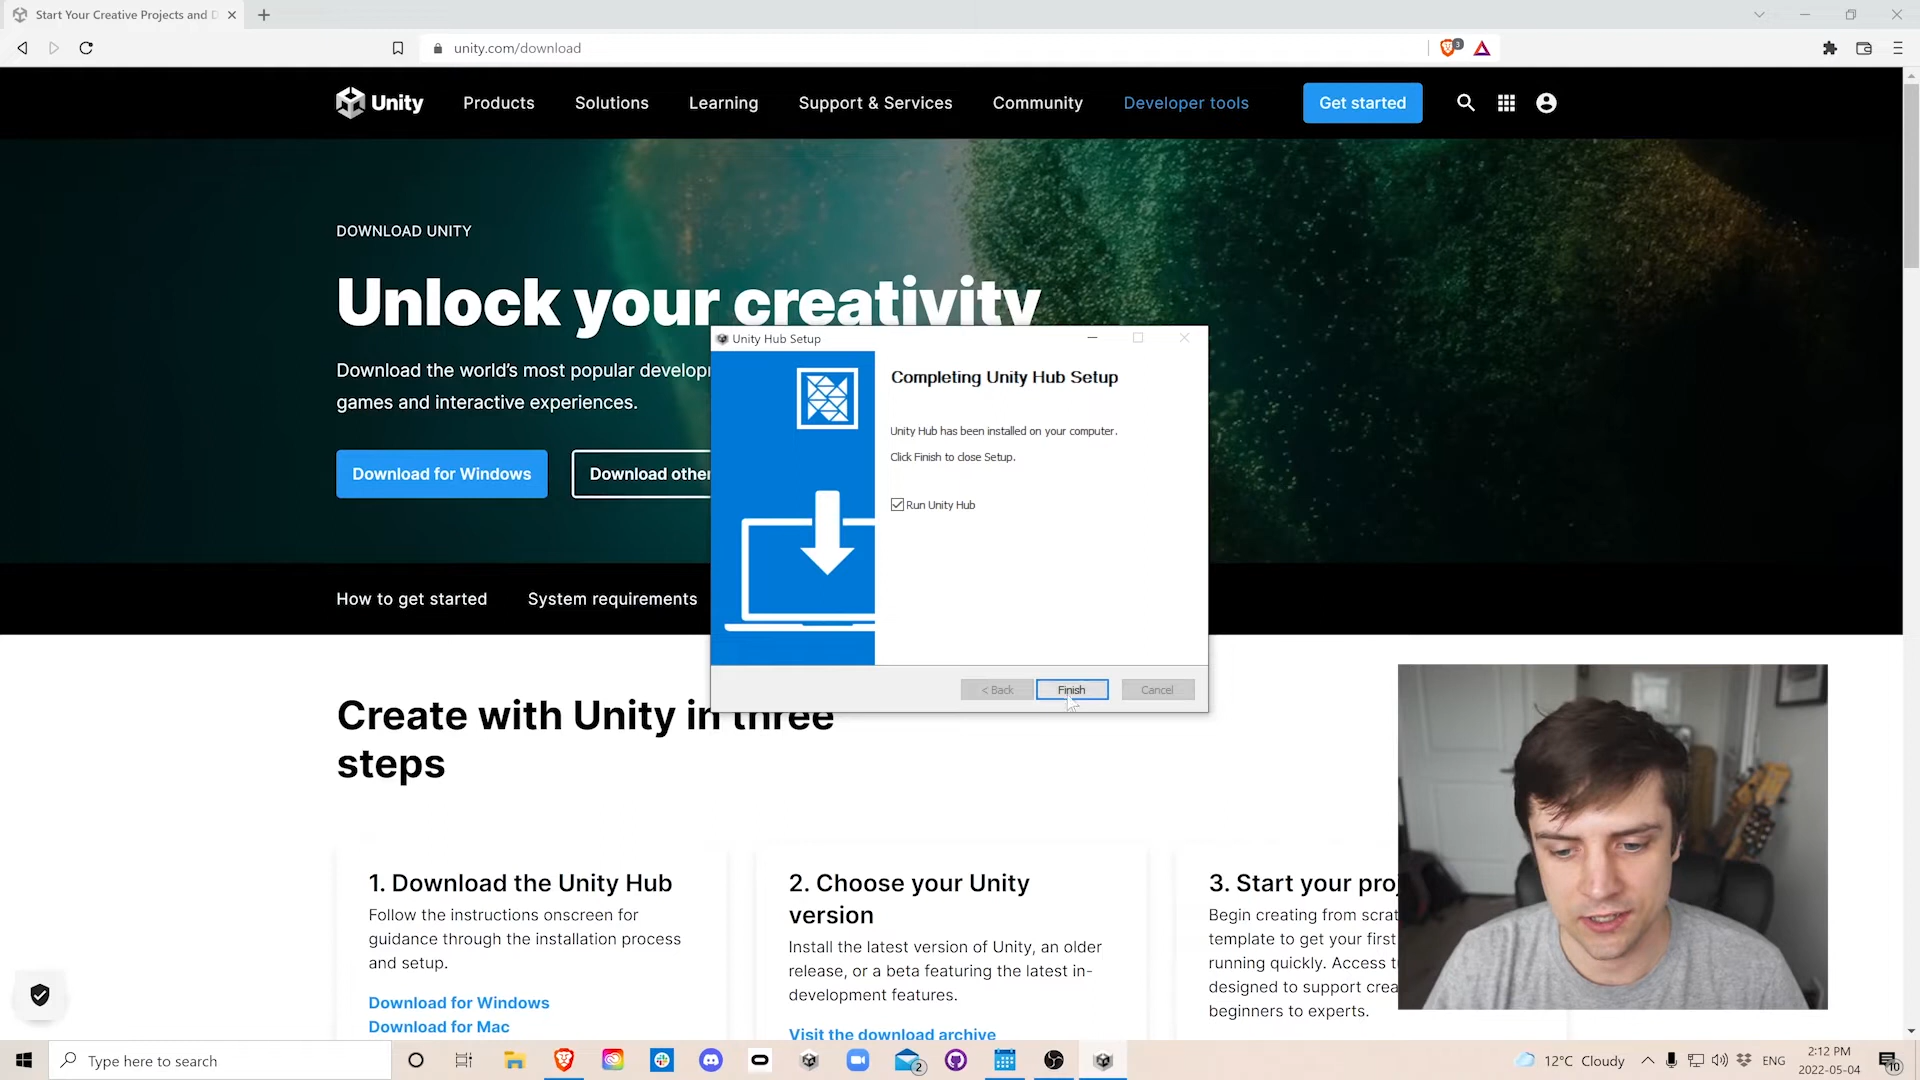 Start Your Creative Projects and D
unity.com/download
3
Unity
Products
Solutions
Learning
Support & Services
Community
Developer tools
Get started
DOWNLOAD UNITY
Unlock your creativity
Download the world's most popular develop
games and interactive experiences.
Download for Windows
Download other
How to get started
System requirements
Unity Hub Setup
Completing Unity Hub Setup
Unity Hub has been installed on your computer.
Click Finish to close Setup.
Run Unity Hub
< Back
Finish
Cancel
Create with Unity in three
steps
1. Download the Unity Hub
Follow the instructions onscreen for
guidance through the installation process
and setup.
Download for Windows
Download for Mac
2. Choose your Unity
version
Install the latest version of Unity, an older
release, or a beta featuring the latest in-
development features.
Visit the download archive
3. Start your proj
Begin creating from scrat
template to get your first
running quickly. Access t
designed to support crea
beginners to experts.
Type here to search
2
12°C Cloudy
ENG
2:12 PM
2022-05-04
10